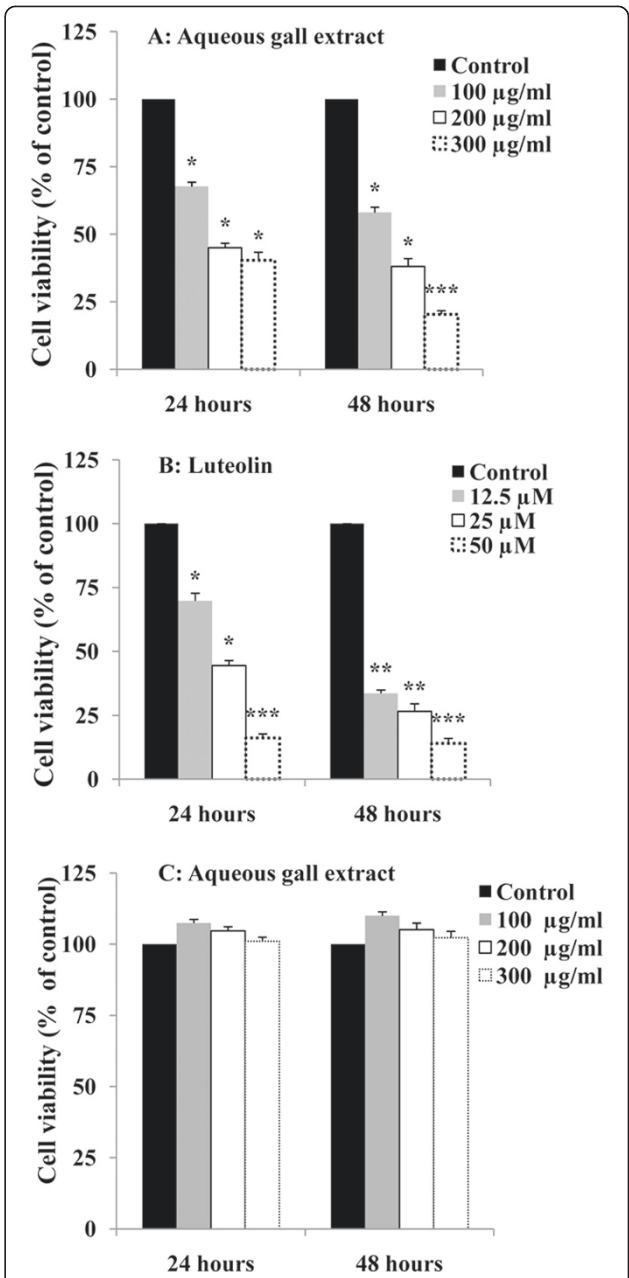 A: Aqueous gall extract
Cell viability (% of control)
125
100
75
50
25
0
Control
100 µg/ml
200 µg/ml
300 µg/ml
*
*
*
*
*
***
24 hours
48 hours
B: Luteolin
Cell viability (% of control)
125
100
75
50
25
0
Control
12.5 µM
25 µM
50 µM
*
*
***
**
**
***
24 hours
48 hours
C: Aqueous gall extract
Cell viability (% of control)
125
100
75
50
25
0
Control
100 µg/ml
200 µg/ml
300 µg/ml
24 hours
48 hours